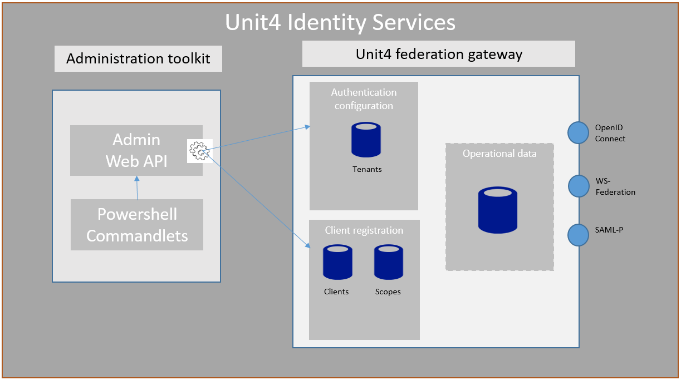 Unit4 Identity Services
Administration toolkit
Unit4 federation gateway
Admin
Web API
Powershell
Commandlets
Authentication
configuration
Tenants
Client registration
Clients
Scopes
Operational data
OpenID
Connect
WS-
Federation
SAML-P